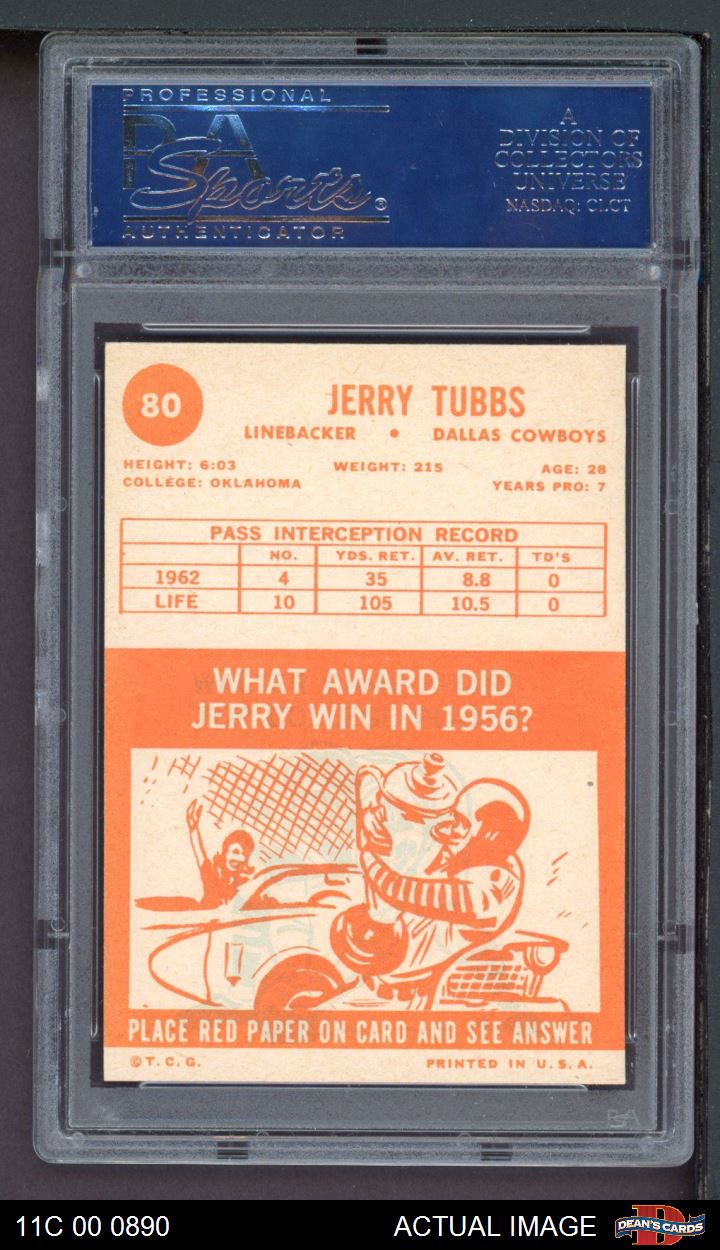 PROFESSIONAL
PSA
Sports®
AUTHENTICATOR
A
DIVISION OF
COLLECTORS
UNIVERSE
NASDAQ: CLCT
80
JERRY TUBBS
LINEBACKER • DALLAS COWBOYS
HEIGHT: 6:03 WEIGHT: 215 AGE: 28
COLLEGE: OKLAHOMA YEARS PRO: 7
PASS INTERCEPTION RECORD
NO. YDS. RET. AV. RET. TD'S
1962 4 35 8.8 0
LIFE 10 105 10.5 0
WHAT AWARD DID
JERRY WIN IN 1956?
PLACE RED PAPER ON CARD AND SEE ANSWER
© T. C. G. PRINTED IN U. S. A.
PSA
11C 00 0890 ACTUAL IMAGE DEAN'S CARDS